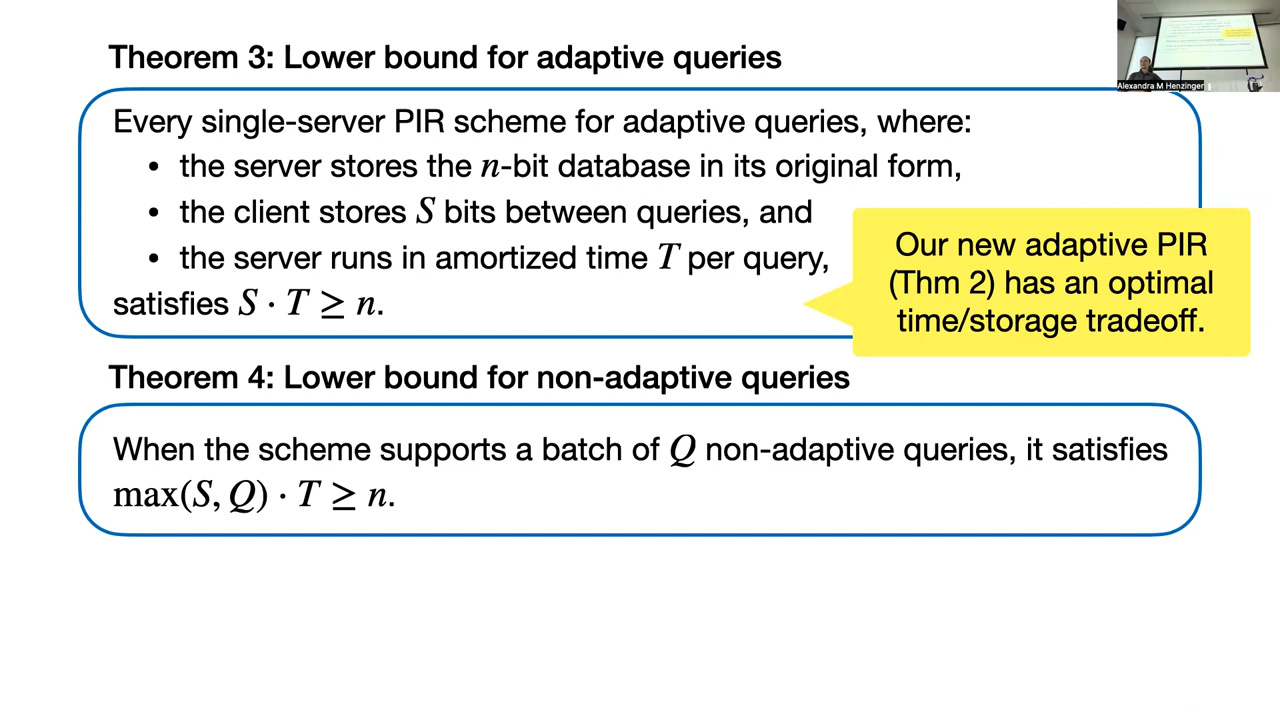 Theorem 3: Lower bound for adaptive queries
Every single-server PIR scheme for adaptive queries, where:
• the server stores the n-bit database in its original form,
• the client stores S bits between queries, and
• the server runs in amortized time T per query,
satisfies S · T ≥ n.
Our new adaptive PIR
(Thm 2) has an optimal
time/storage tradeoff.
Theorem 4: Lower bound for non-adaptive queries
When the scheme supports a batch of Q non-adaptive queries, it satisfies
max(S, Q) · T ≥ n.
Alexandra M Henzinger